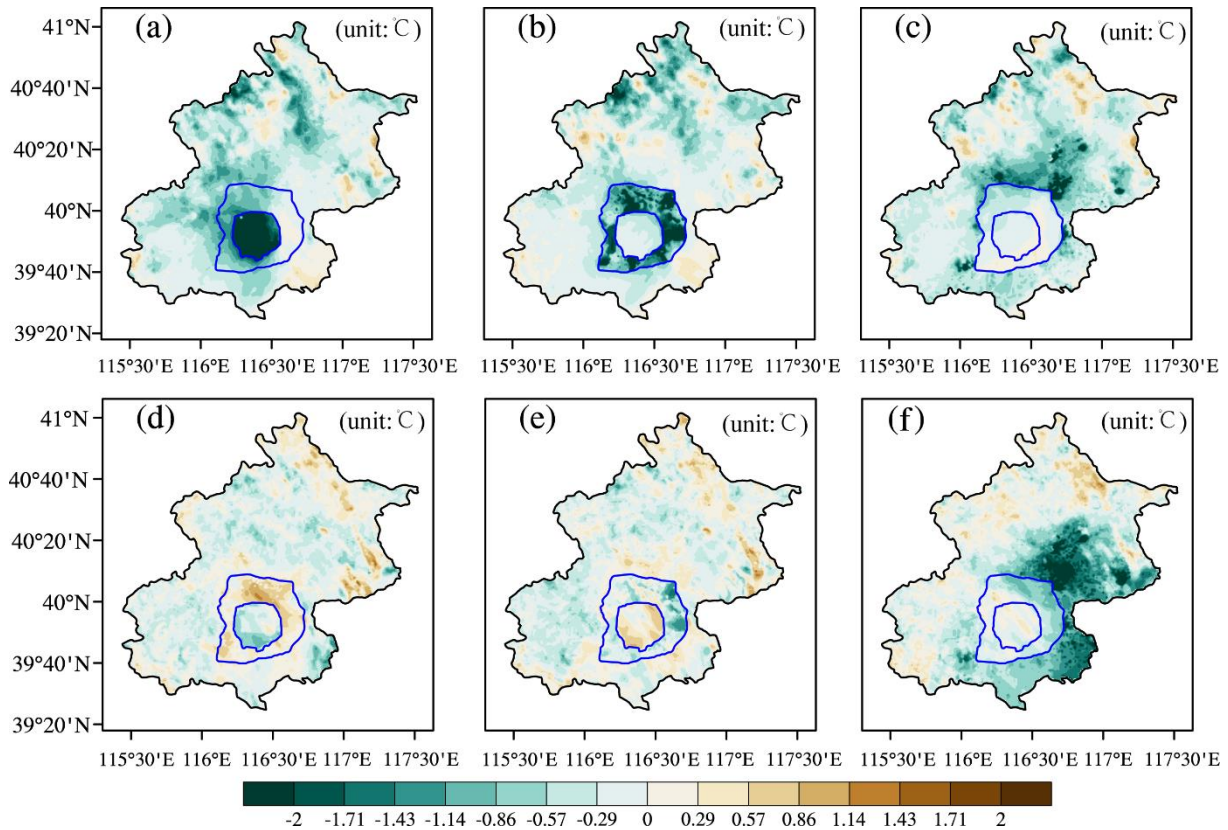 (a) (unit: ℃)
(b) (unit: ℃)
(c) (unit: ℃)
41°N
40°40'N
40°20'N
40°N
39°40'N
39°20'N
115°30'E 116°E 116°30'E 117°E 117°30'E
115°30'E 116°E 116°30'E 117°E 117°30'E
115°30'E 116°E 116°30'E 117°E 117°30'E
(d) (unit: ℃)
(e) (unit: ℃)
(f) (unit: ℃)
41°N
40°40'N
40°20'N
40°N
39°40'N
39°20'N
115°30'E 116°E 116°30'E 117°E 117°30'E
115°30'E 116°E 116°30'E 117°E 117°30'E
115°30'E 116°E 116°30'E 117°E 117°30'E
-2 -1.71 -1.43 -1.14 -0.86 -0.57 -0.29 0 0.29 0.57 0.86 1.14 1.43 1.71 2